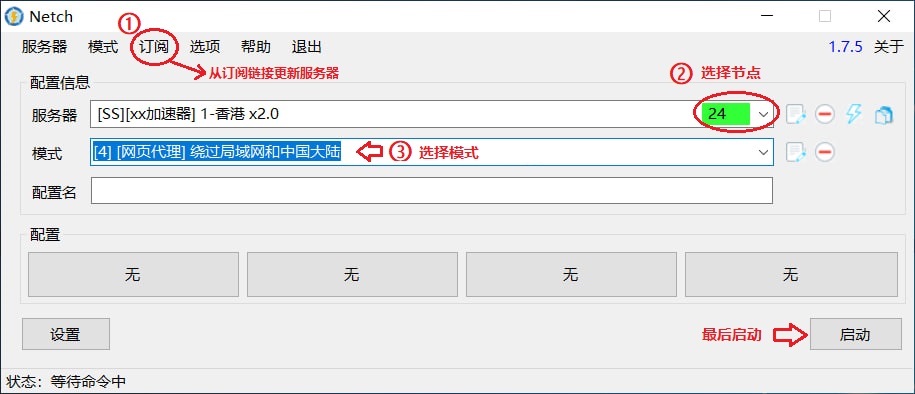 Netch
①
服务器 模式 订阅 选项 帮助 退出 1.7.5 关于
从订阅链接更新服务器
② 选择节点
配置信息
服务器 [SS][xx加速器] 1-香港 x2.0 24
模式 [4] [网页代理] 绕过局域网和中国大陆 ③ 选择模式
配置名
配置
无 无 无 无
设置 最后启动 启动
状态：等待命令中